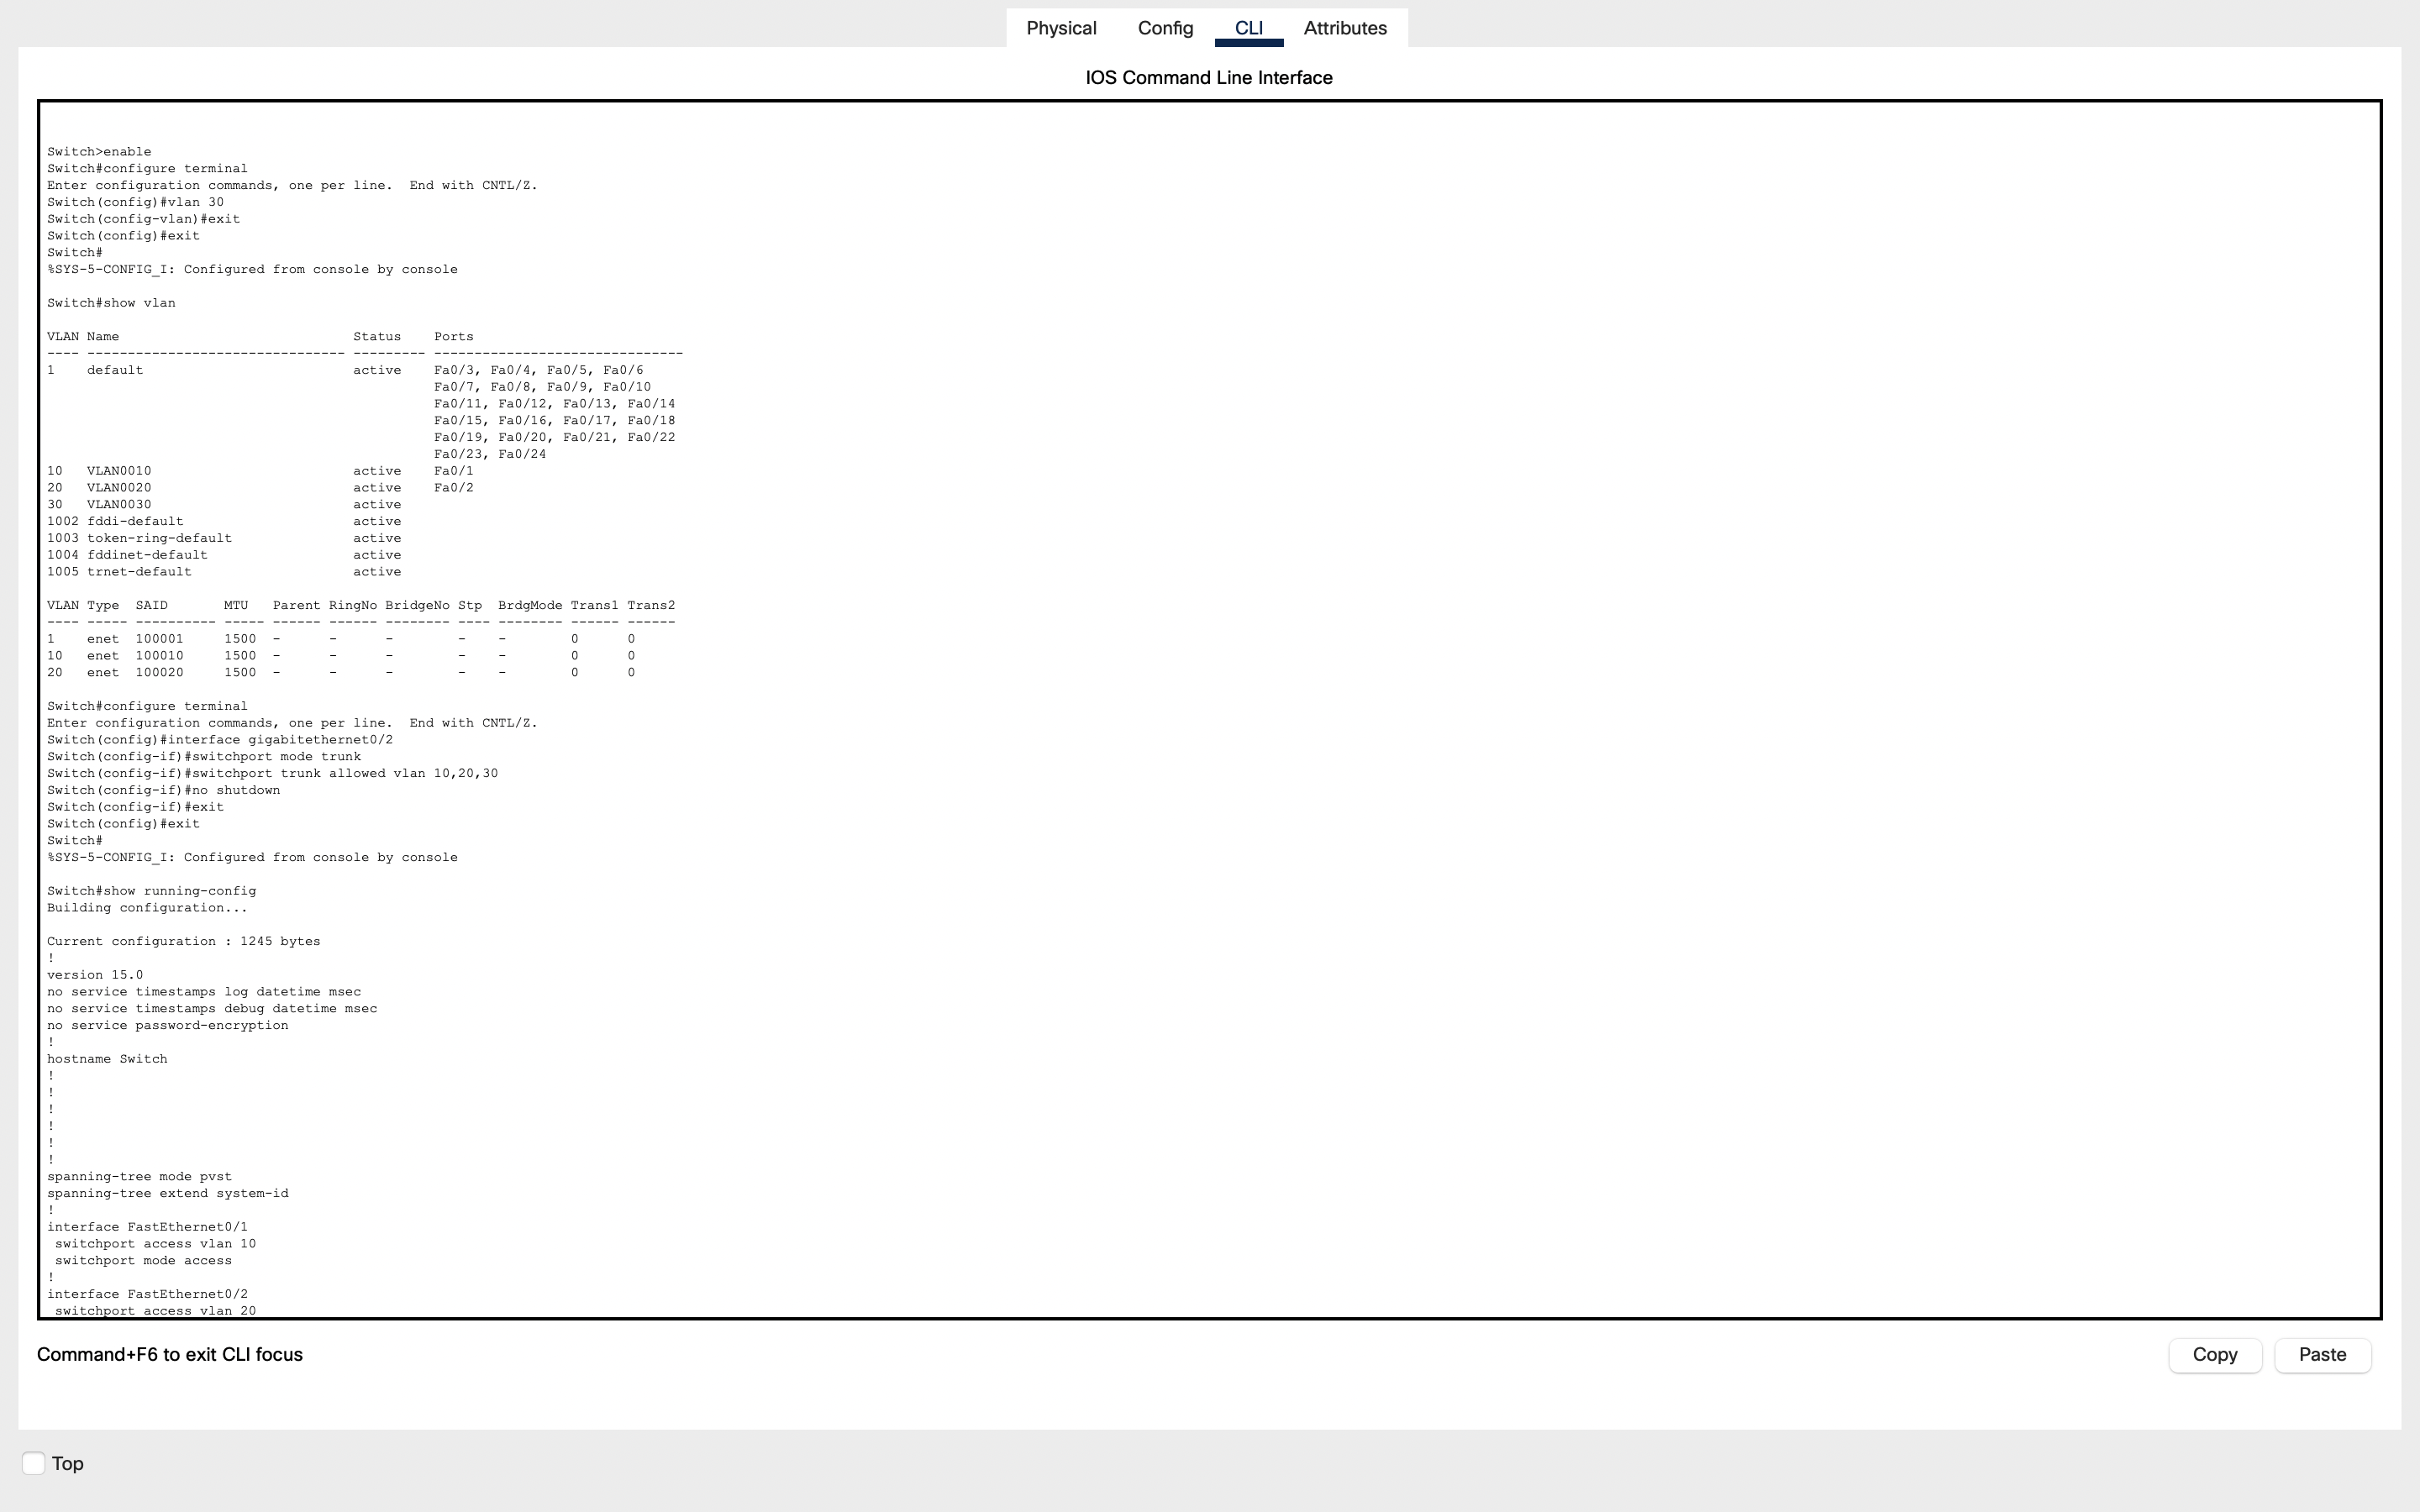 Physical Config CLI Attributes
IOS Command Line Interface
Switch>enable
Switch#configure terminal
Enter configuration commands, one per line.  End with CNTL/Z.
Switch(config)#vlan 30
Switch(config-vlan)#exit
Switch(config)#exit
Switch#
%SYS-5-CONFIG_I: Configured from console by console
Switch#show vlan
VLAN Name                             Status    Ports
---- -------------------------------- --------- -------------------------------
1    default                          active    Fa0/3, Fa0/4, Fa0/5, Fa0/6
                                                Fa0/7, Fa0/8, Fa0/9, Fa0/10
                                                Fa0/11, Fa0/12, Fa0/13, Fa0/14
                                                Fa0/15, Fa0/16, Fa0/17, Fa0/18
                                                Fa0/19, Fa0/20, Fa0/21, Fa0/22
                                                Fa0/23, Fa0/24
10   VLAN0010                         active    Fa0/1
20   VLAN0020                         active    Fa0/2
30   VLAN0030                         active
1002 fddi-default                     active
1003 token-ring-default               active
1004 fddinet-default                  active
1005 trnet-default                    active
VLAN Type  SAID       MTU   Parent RingNo BridgeNo Stp  BrdgMode Trans1 Trans2
---- ----- ---------- ----- ------ ------ -------- ---- -------- ------ ------
1    enet  100001     1500  -      -      -        -    -        0      0
10   enet  100010     1500  -      -      -        -    -        0      0
20   enet  100020     1500  -      -      -        -    -        0      0
Switch#configure terminal
Enter configuration commands, one per line.  End with CNTL/Z.
Switch(config)#interface gigabitethernet0/2
Switch(config-if)#switchport mode trunk
Switch(config-if)#switchport trunk allowed vlan 10,20,30
Switch(config-if)#no shutdown
Switch(config-if)#exit
Switch(config)#exit
Switch#
%SYS-5-CONFIG_I: Configured from console by console
Switch#show running-config
Building configuration...
Current configuration : 1245 bytes
!
version 15.0
no service timestamps log datetime msec
no service timestamps debug datetime msec
no service password-encryption
!
hostname Switch
!
!
!
!
!
!
spanning-tree mode pvst
spanning-tree extend system-id
!
interface FastEthernet0/1
 switchport access vlan 10
 switchport mode access
!
interface FastEthernet0/2
 switchport access vlan 20
Command+F6 to exit CLI focus
Copy Paste
Top